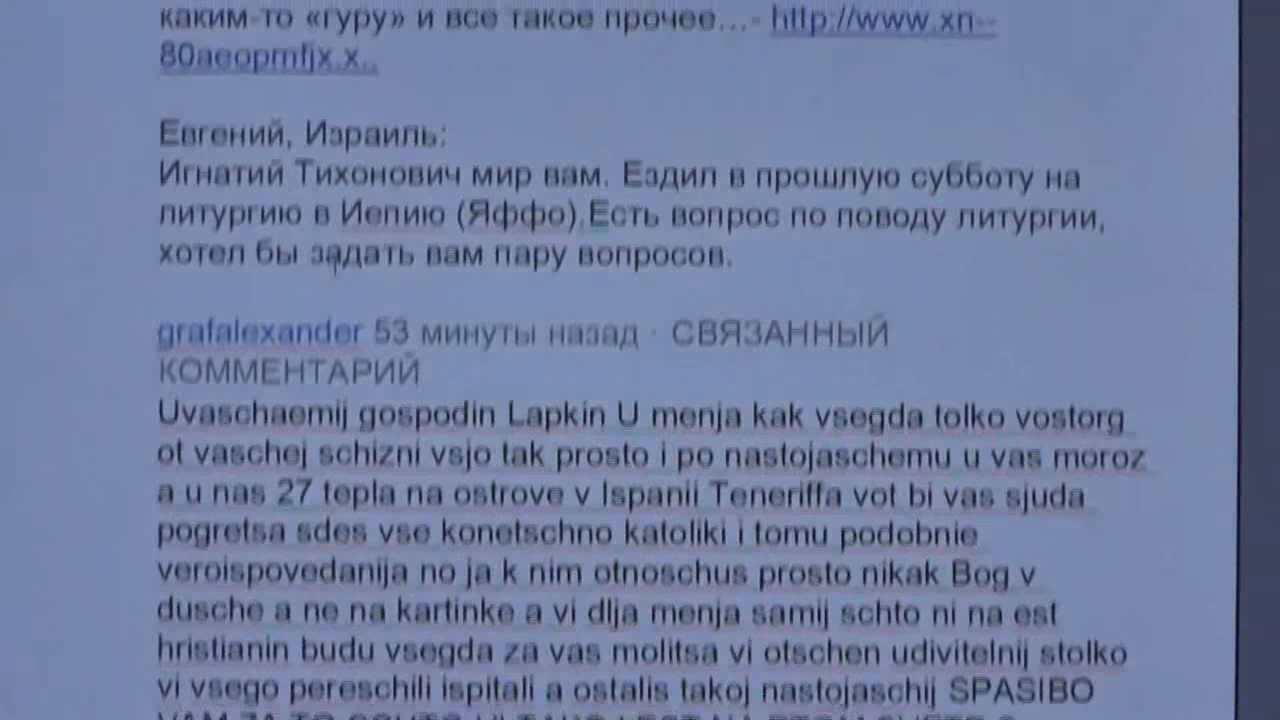 каким-то «гуру» и все такое прочее...- http://www.xn--
80aeopmfjx.x..
Евгений, Израиль:
Игнатий Тихонович мир вам. Ездил в прошлую субботу на
литургию в Иепию (Яффо).Есть вопрос по поводу литургии,
хотел бы задать вам пару вопросов.
grafalexander 53 минуты назад · СВЯЗАННЫЙ
КОММЕНТАРИЙ
Uvaschaemij gospodin Lapkin U menja kak vsegda tolko vostorg
ot vaschej schizni vsjo tak prosto i po nastojaschemu u vas moroz
a u nas 27 tepla na ostrove v Ispanii Teneriffa vot bi vas sjuda
pogretsa sdes vse konetschno katoliki i tomu podobnie
veroispovedanija no ja k nim otnoschus prosto nikak Bog v
dusche a ne na kartinke a vi dlja menja samij schto ni na est
hristianin budu vsegda za vas molitsa vi otschen udivitelnij stolko
vi vsego pereschili ispitali a ostalis takoj nastojaschij SPASIBO